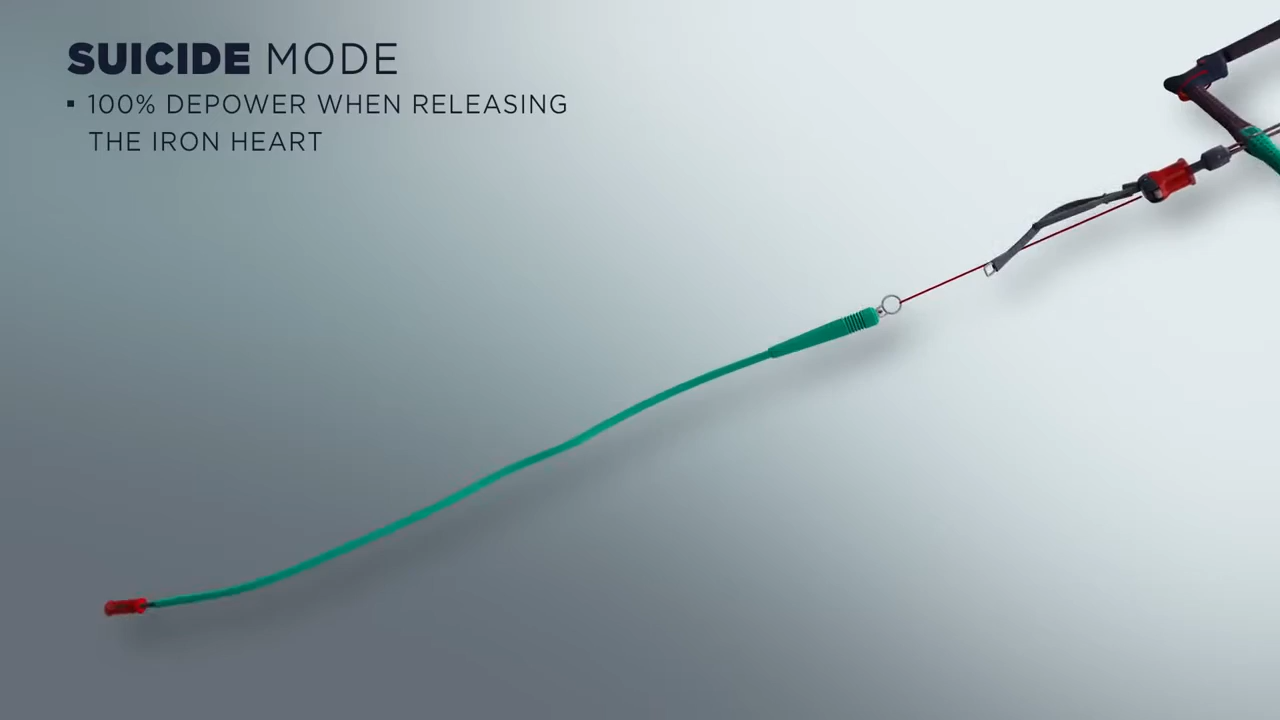 SUICIDE MODE
▪ 100% DEPOWER WHEN RELEASING
THE IRON HEART